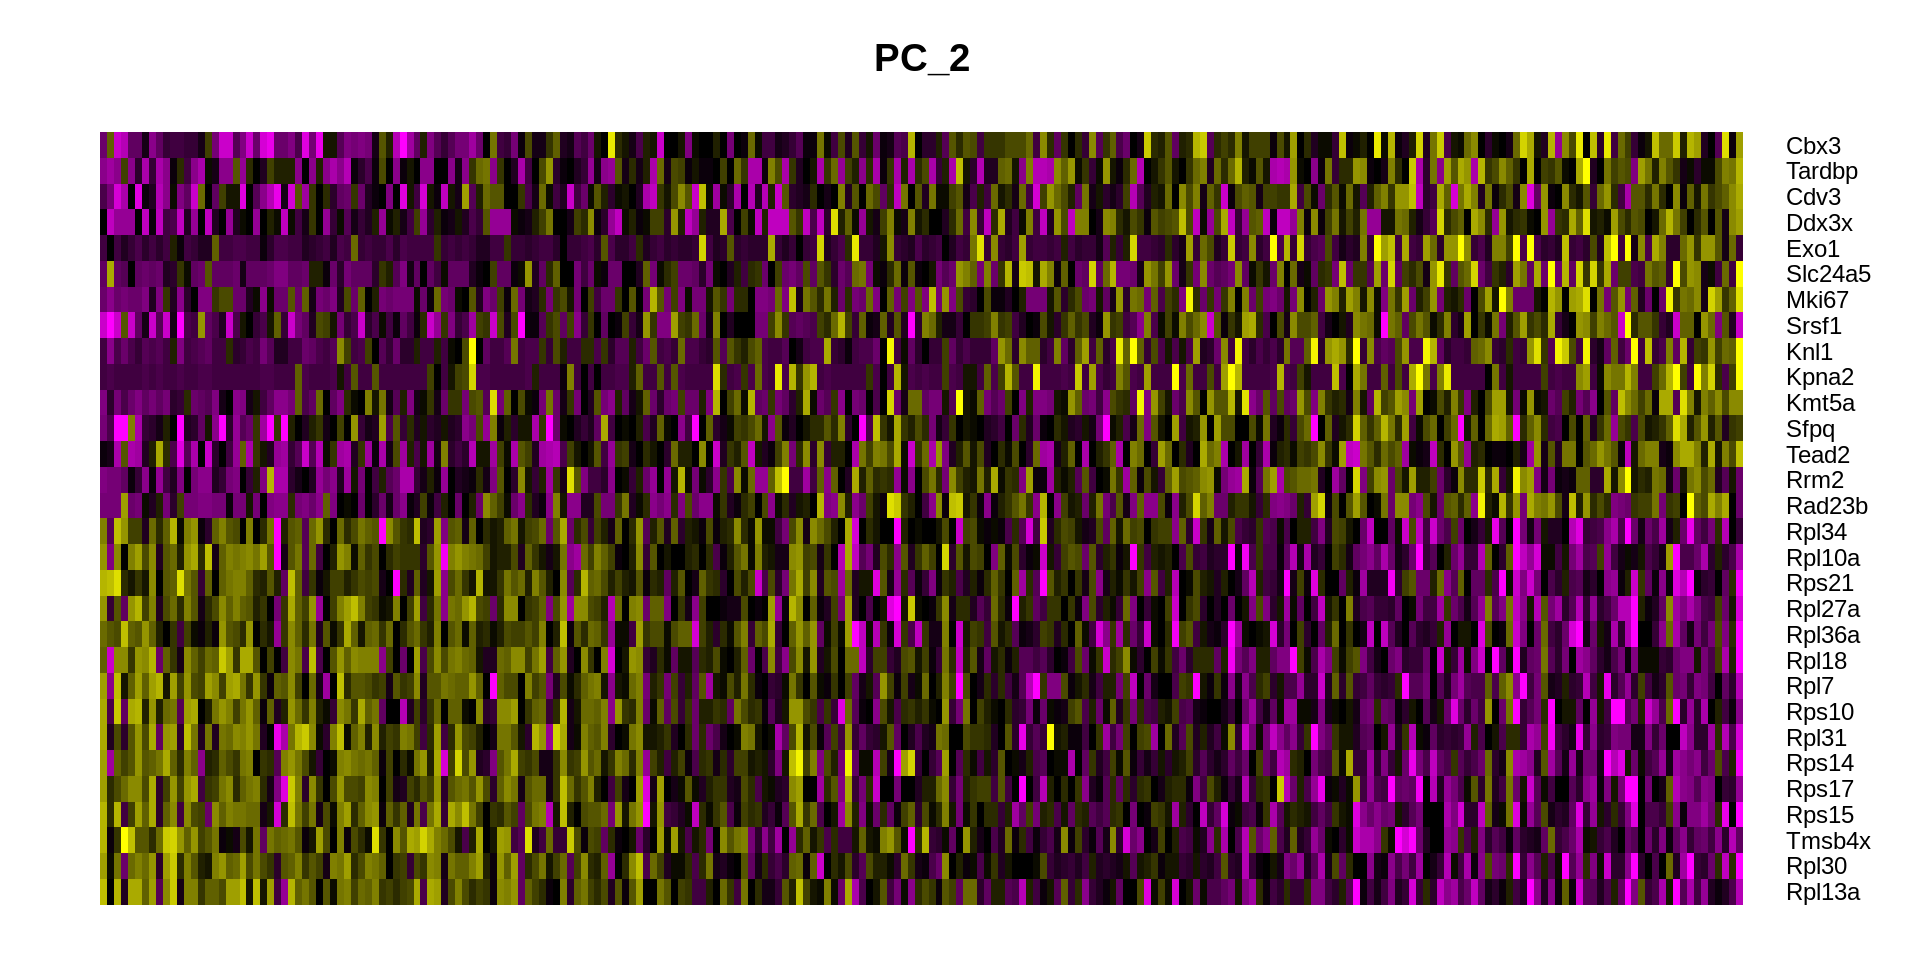 PC_2
Cbx3
Tardbp
Cdv3
Ddx3x
Exo1
Slc24a5
Mki67
Srsf1
Knl1
Kpna2
Kmt5a
Sfpq
Tead2
Rrm2
Rad23b
Rpl34
Rpl10a
Rps21
Rpl27a
Rpl36a
Rpl18
Rpl7
Rps10
Rpl31
Rps14
Rps17
Rps15
Tmsb4x
Rpl30
Rpl13a